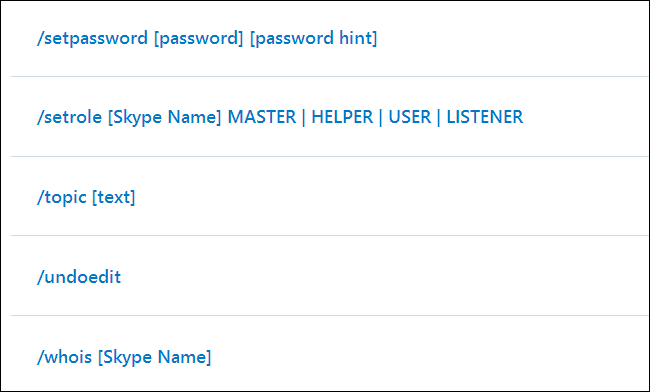 /setpassword [password] [password hint]
/setrole [Skype Name] MASTER | HELPER | USER | LISTENER
/topic [text]
/undoedit
/whois [Skype Name]